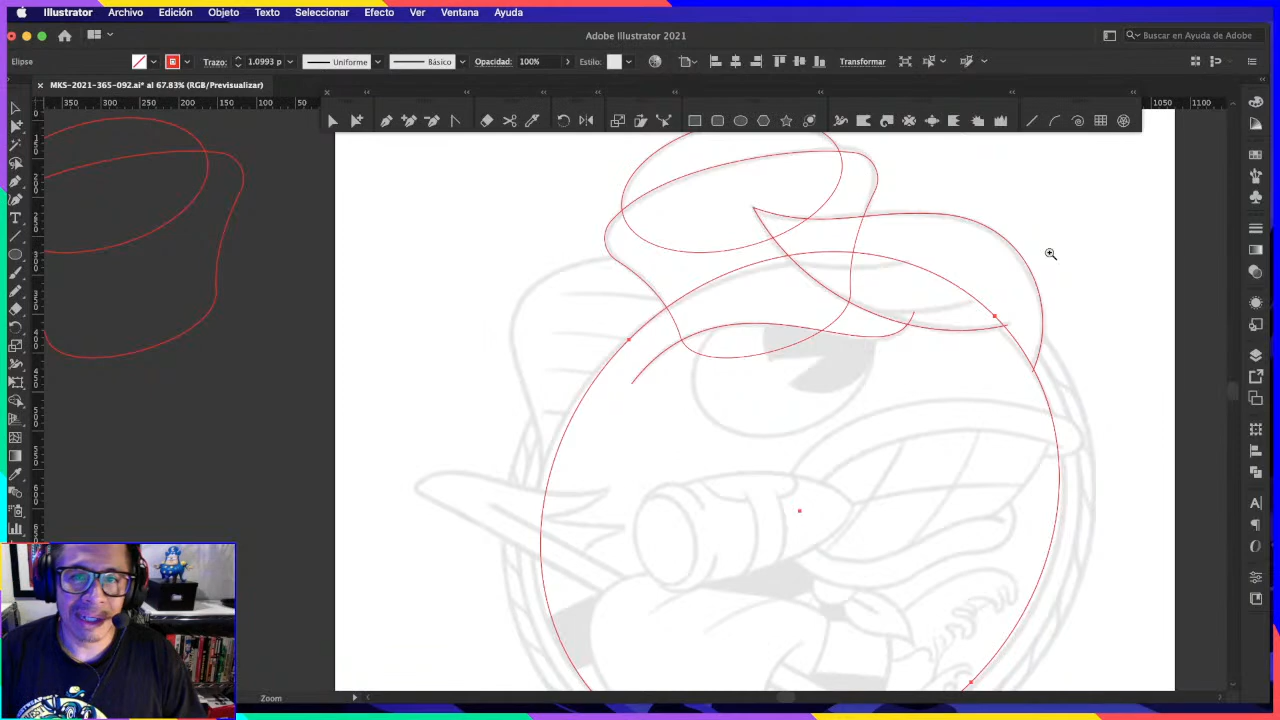 Illustrator Archivo Edición Objeto Texto Seleccionar Efecto Ver Ventana Ayuda
Adobe Illustrator 2021
Buscar en Ayuda de Adobe
Elipse Trazo: 1.0993 p Uniforme Básico Opacidad: 100% Estilo: Transformar
× MKS-2021-365-092.ai* al 67.83% (RGB/Previsualizar)
350 300 250 200 150 100 50 1050 1100
Zoom